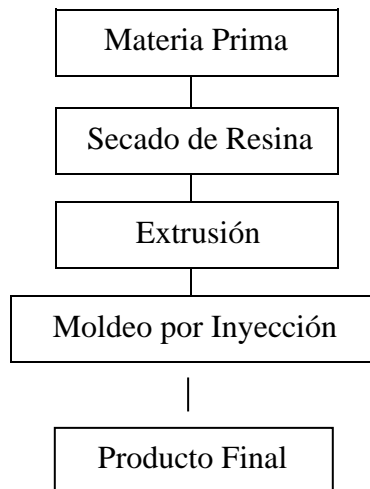 Materia Prima
Secado de Resina
Extrusión
Moldeo por Inyección
Producto Final